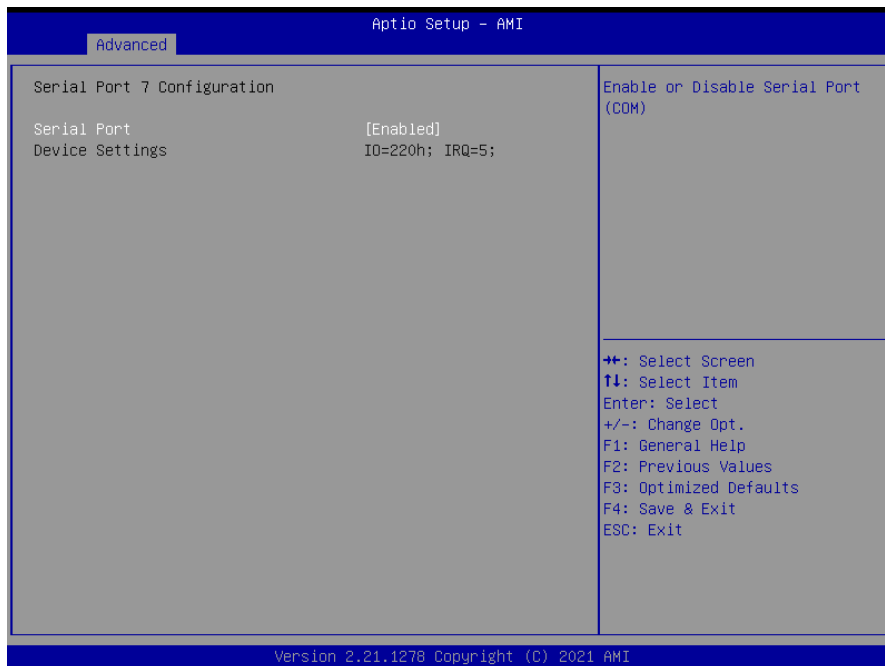 Aptio Setup – AMI
Advanced
Serial Port 7 Configuration
Serial Port [Enabled]
Device Settings IO=220h; IRQ=5;
Enable or Disable Serial Port
(COM)
→←: Select Screen
↑↓: Select Item
Enter: Select
+/-: Change Opt.
F1: General Help
F2: Previous Values
F3: Optimized Defaults
F4: Save & Exit
ESC: Exit
Version 2.21.1278 Copyright (C) 2021 AMI